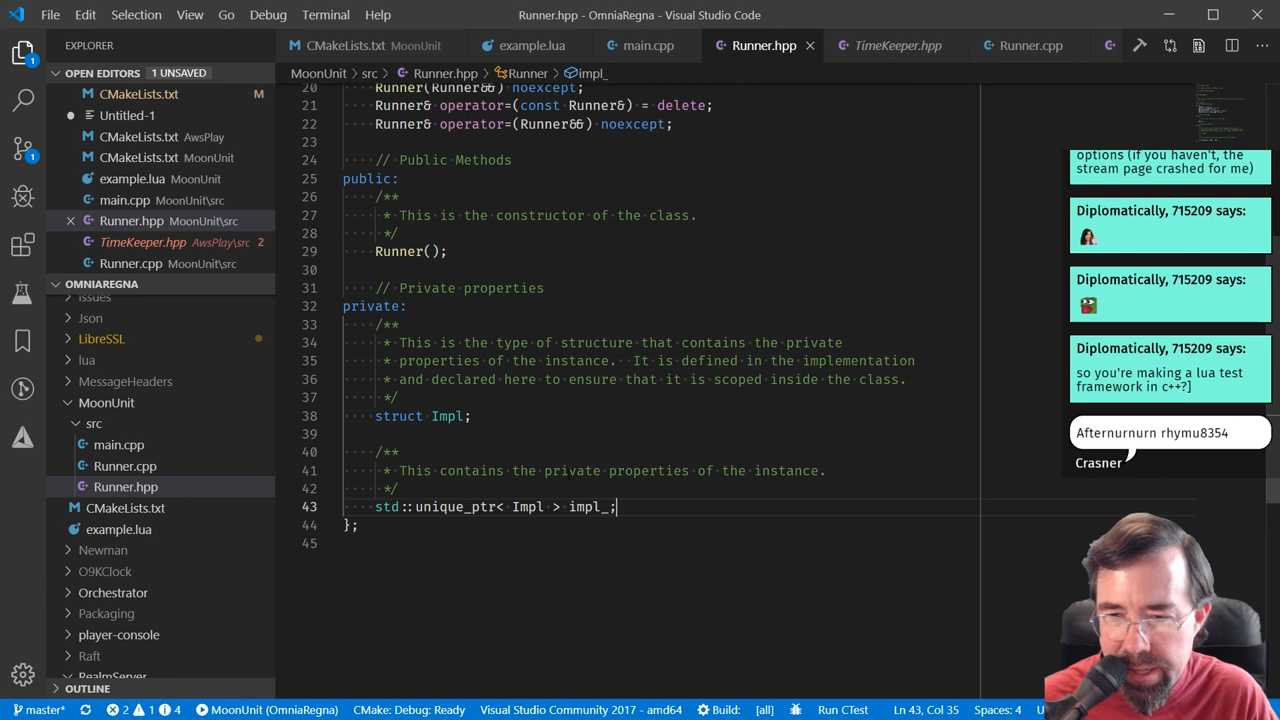 File Edit Selection View Go Debug Terminal Help
Runner.hpp - OmniaRegna - Visual Studio Code
EXPLORER
CMakeLists.txt MoonUnit
example.lua
main.cpp
Runner.hpp
TimeKeeper.hpp
Runner.cpp
OPEN EDITORS 1 UNSAVED
CMakeLists.txt M
Untitled-1
CMakeLists.txt AwsPlay
CMakeLists.txt MoonUnit
example.lua MoonUnit
main.cpp MoonUnit\src
Runner.hpp MoonUnit\src
TimeKeeper.hpp AwsPlay\src 2
Runner.cpp MoonUnit\src
OMNIAREGNA
Issues
Json
LibreSSL
lua
MessageHeaders
MoonUnit
src
main.cpp
Runner.cpp
Runner.hpp
CMakeLists.txt
example.lua
Newman
O9KClock
Orchestrator
Packaging
player-console
Raft
RealmServer
OUTLINE
MoonUnit > src > Runner.hpp > Runner > impl_
20 Runner(Runner&&) noexcept;
21 Runner& operator=(const Runner&) = delete;
22 Runner& operator=(Runner&&) noexcept;
23
24 // Public Methods
25 public:
26 /**
27 * This is the constructor of the class.
28 */
29 Runner();
30
31 // Private properties
32 private:
33 /**
34 * This is the type of structure that contains the private
35 * properties of the instance.  It is defined in the implementation
36 * and declared here to ensure that it is scoped inside the class.
37 */
38 struct Impl;
39
40 /**
41 * This contains the private properties of the instance.
42 */
43 std::unique_ptr< Impl > impl_;
44 };
45
options (if you haven't, the
stream page crashed for me)
Diplomatically, 715209 says:
Diplomatically, 715209 says:
Diplomatically, 715209 says:
so you're making a lua test
framework in c++?]
Afternurnurn rhymu8354
Crasner
master* 2 1 4 MoonUnit (OmniaRegna) CMake: Debug: Ready Visual Studio Community 2017 - amd64 Build: [all] Run CTest Ln 43, Col 35 Spaces: 4